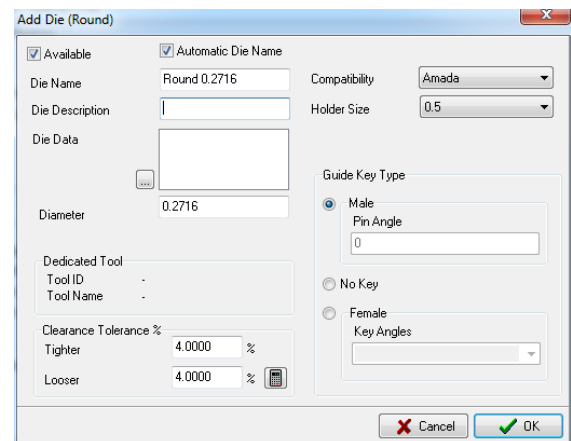 Add Die (Round)
Available
Automatic Die Name
Die Name
Round 0.2716
Compatibility
Amada
Die Description
Holder Size
0.5
Die Data
...
Diameter
0.2716
Guide Key Type
Male
Pin Angle
0
No Key
Female
Key Angles
Dedicated Tool
Tool ID -
Tool Name -
Clearance Tolerance %
Tighter 4.0000 %
Looser 4.0000 %
Cancel
OK